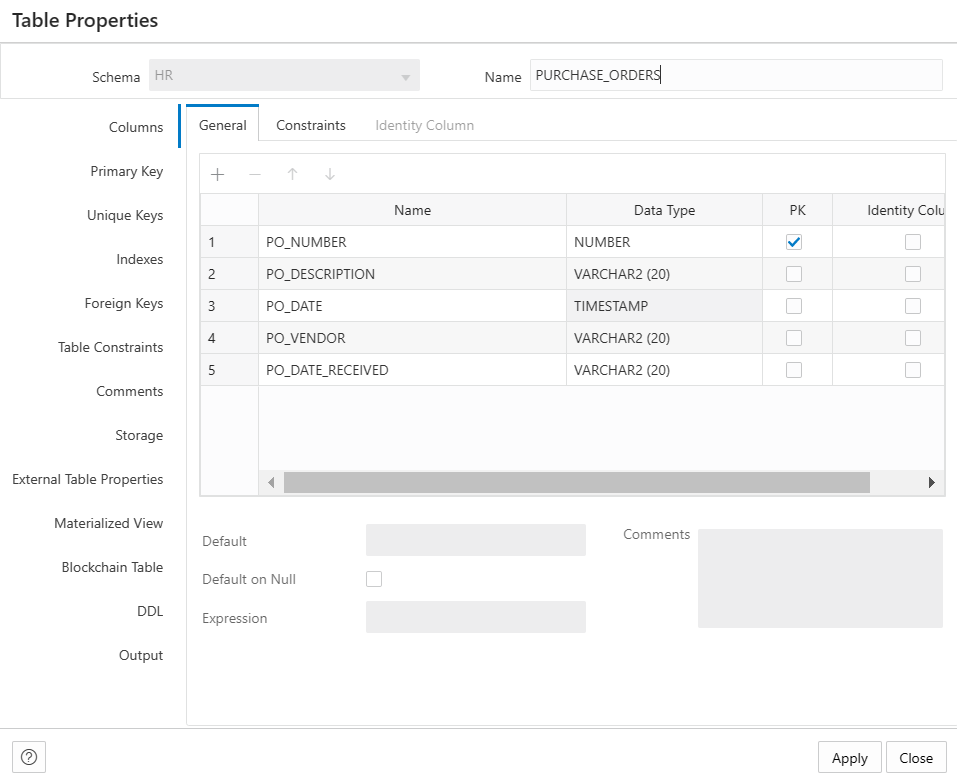 Table Properties
Schema HR Name PURCHASE_ORDERS
Columns
Primary Key
Unique Keys
Indexes
Foreign Keys
Table Constraints
Comments
Storage
External Table Properties
Materialized View
Blockchain Table
DDL
Output
General Constraints Identity Column
Name Data Type PK Identity Colu
1 PO_NUMBER NUMBER
2 PO_DESCRIPTION VARCHAR2 (20)
3 PO_DATE TIMESTAMP
4 PO_VENDOR VARCHAR2 (20)
5 PO_DATE_RECEIVED VARCHAR2 (20)
Default
Default on Null
Expression
Comments
? Apply Close